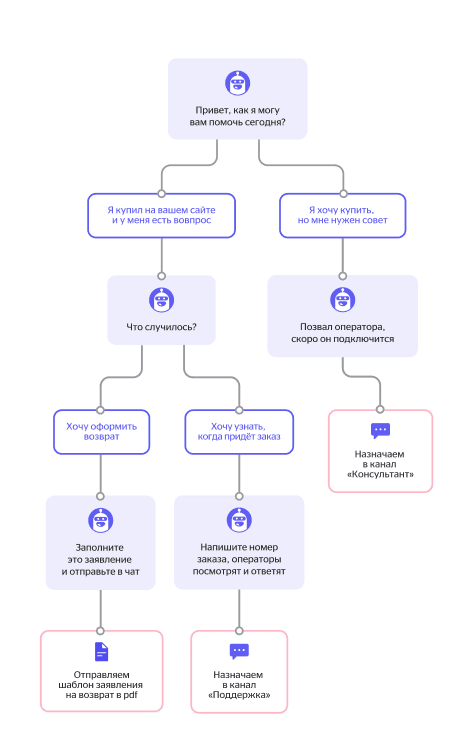 Привет, как я могу
вам помочь сегодня?
Я купил на вашем сайте
и у меня есть вовпрос
Я хочу купить,
но мне нужен совет
Что случилось?
Позвал оператора,
скоро он подключится
Хочу оформить
возврат
Хочу узнать,
когда придёт заказ
Назначаем
в канал
«Консультант»
Заполните
это заявление
и отправьте в чат
Напишите номер
заказа, операторы
посмотрят и ответят
Отправляем
шаблон заявления
на возврат в pdf
Назначаем
в канал
«Поддержка»